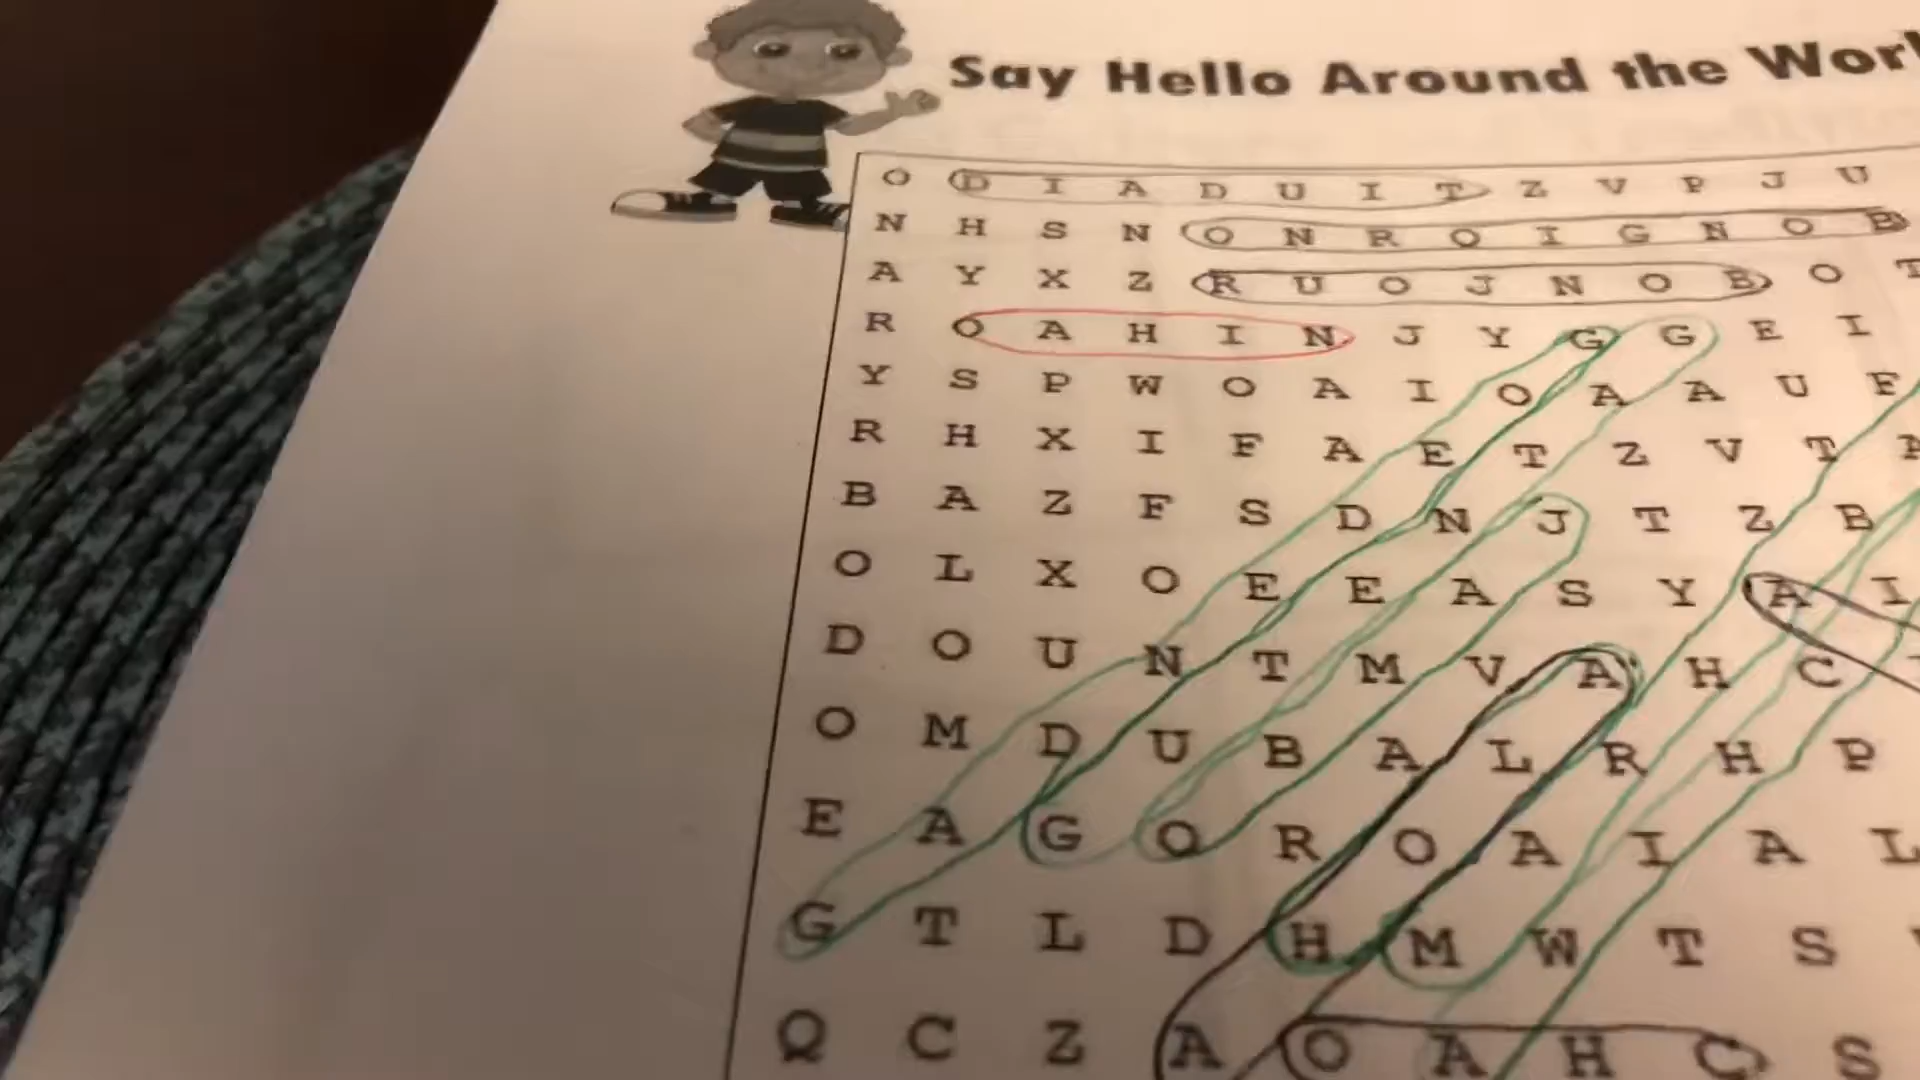 Say Hello Around the Worl
O D I A D U I T Z V P J U
N H S N O N R O I G N O B
A Y X Z R U O J N O B O T
R O A H I N J Y G G E I
Y S P W O A I O A A U F
R H X I F A E T Z V T A
B A Z F S D N J T Z B
O L X O E E A S Y A I
D O U N T M V A H C
O M D U B A L R H P
E A G O R O A I A L
G T L D H M W T S
Q C Z A O A H C S